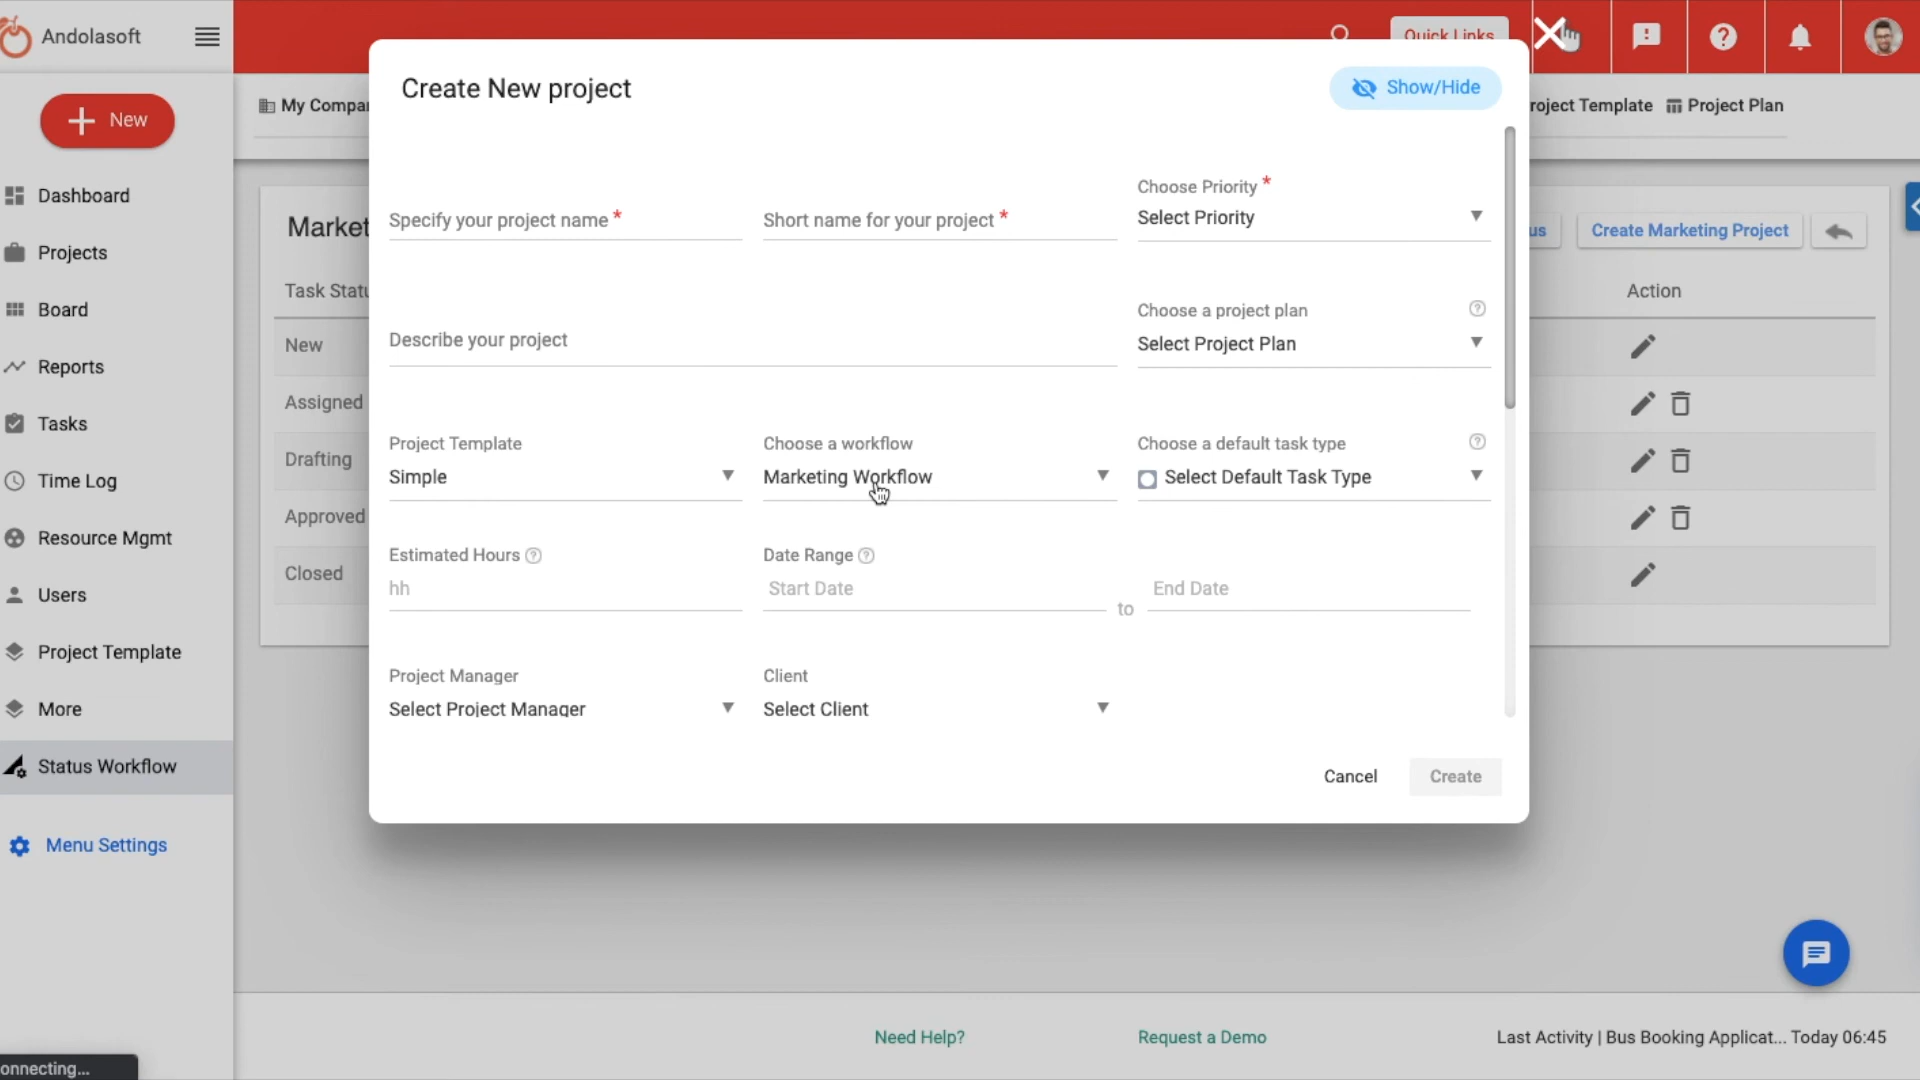 Andolasoft
Quick Links
New
My Compa
roject Template
Project Plan
Create New project
Show/Hide
Dashboard
Projects
Board
Reports
Tasks
Time Log
Resource Mgmt
Users
Project Template
More
Status Workflow
Menu Settings
onnecting...
Market
us
Create Marketing Project
Task Statu
Action
New
Assigned
Drafting
Approved
Closed
Specify your project name *
Short name for your project *
Choose Priority *
Select Priority
Describe your project
Choose a project plan
Select Project Plan
Project Template
Simple
Choose a workflow
Marketing Workflow
Choose a default task type
Select Default Task Type
Estimated Hours
hh
Date Range
Start Date
to
End Date
Project Manager
Select Project Manager
Client
Select Client
Cancel
Create
Need Help?
Request a Demo
Last Activity | Bus Booking Applicat... Today 06:45